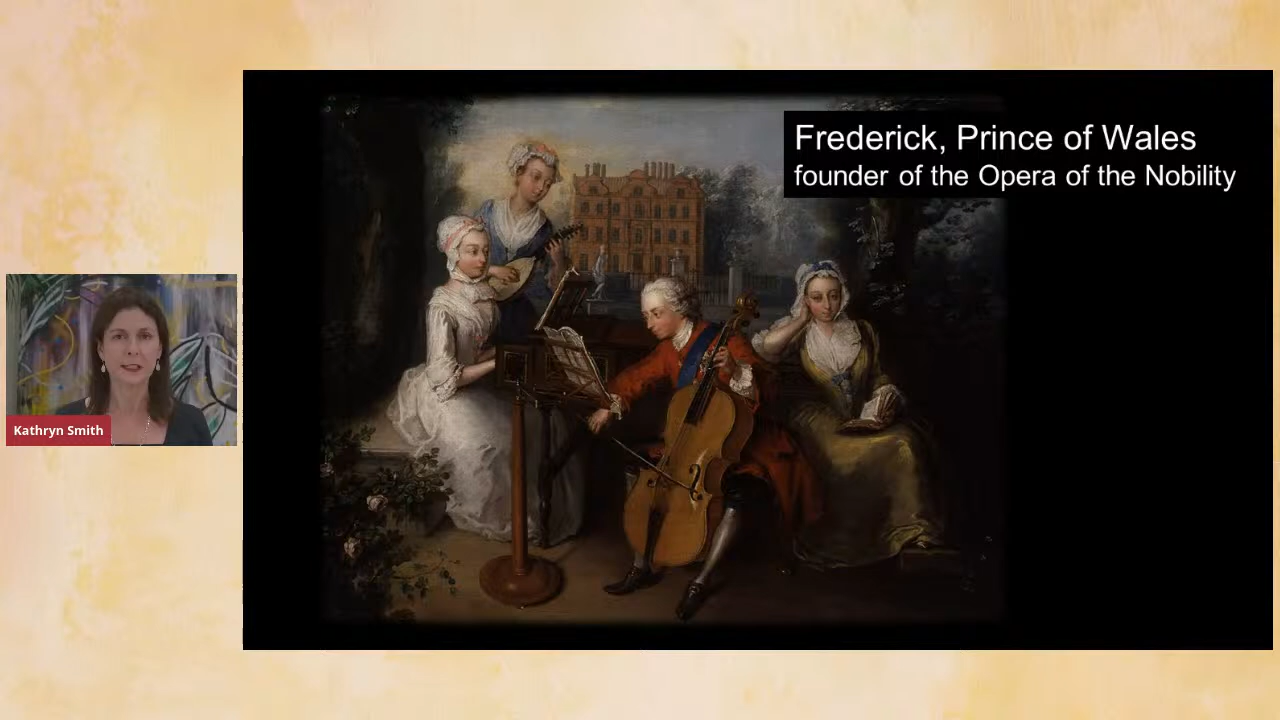 Frederick, Prince of Wales
founder of the Opera of the Nobility
Kathryn Smith